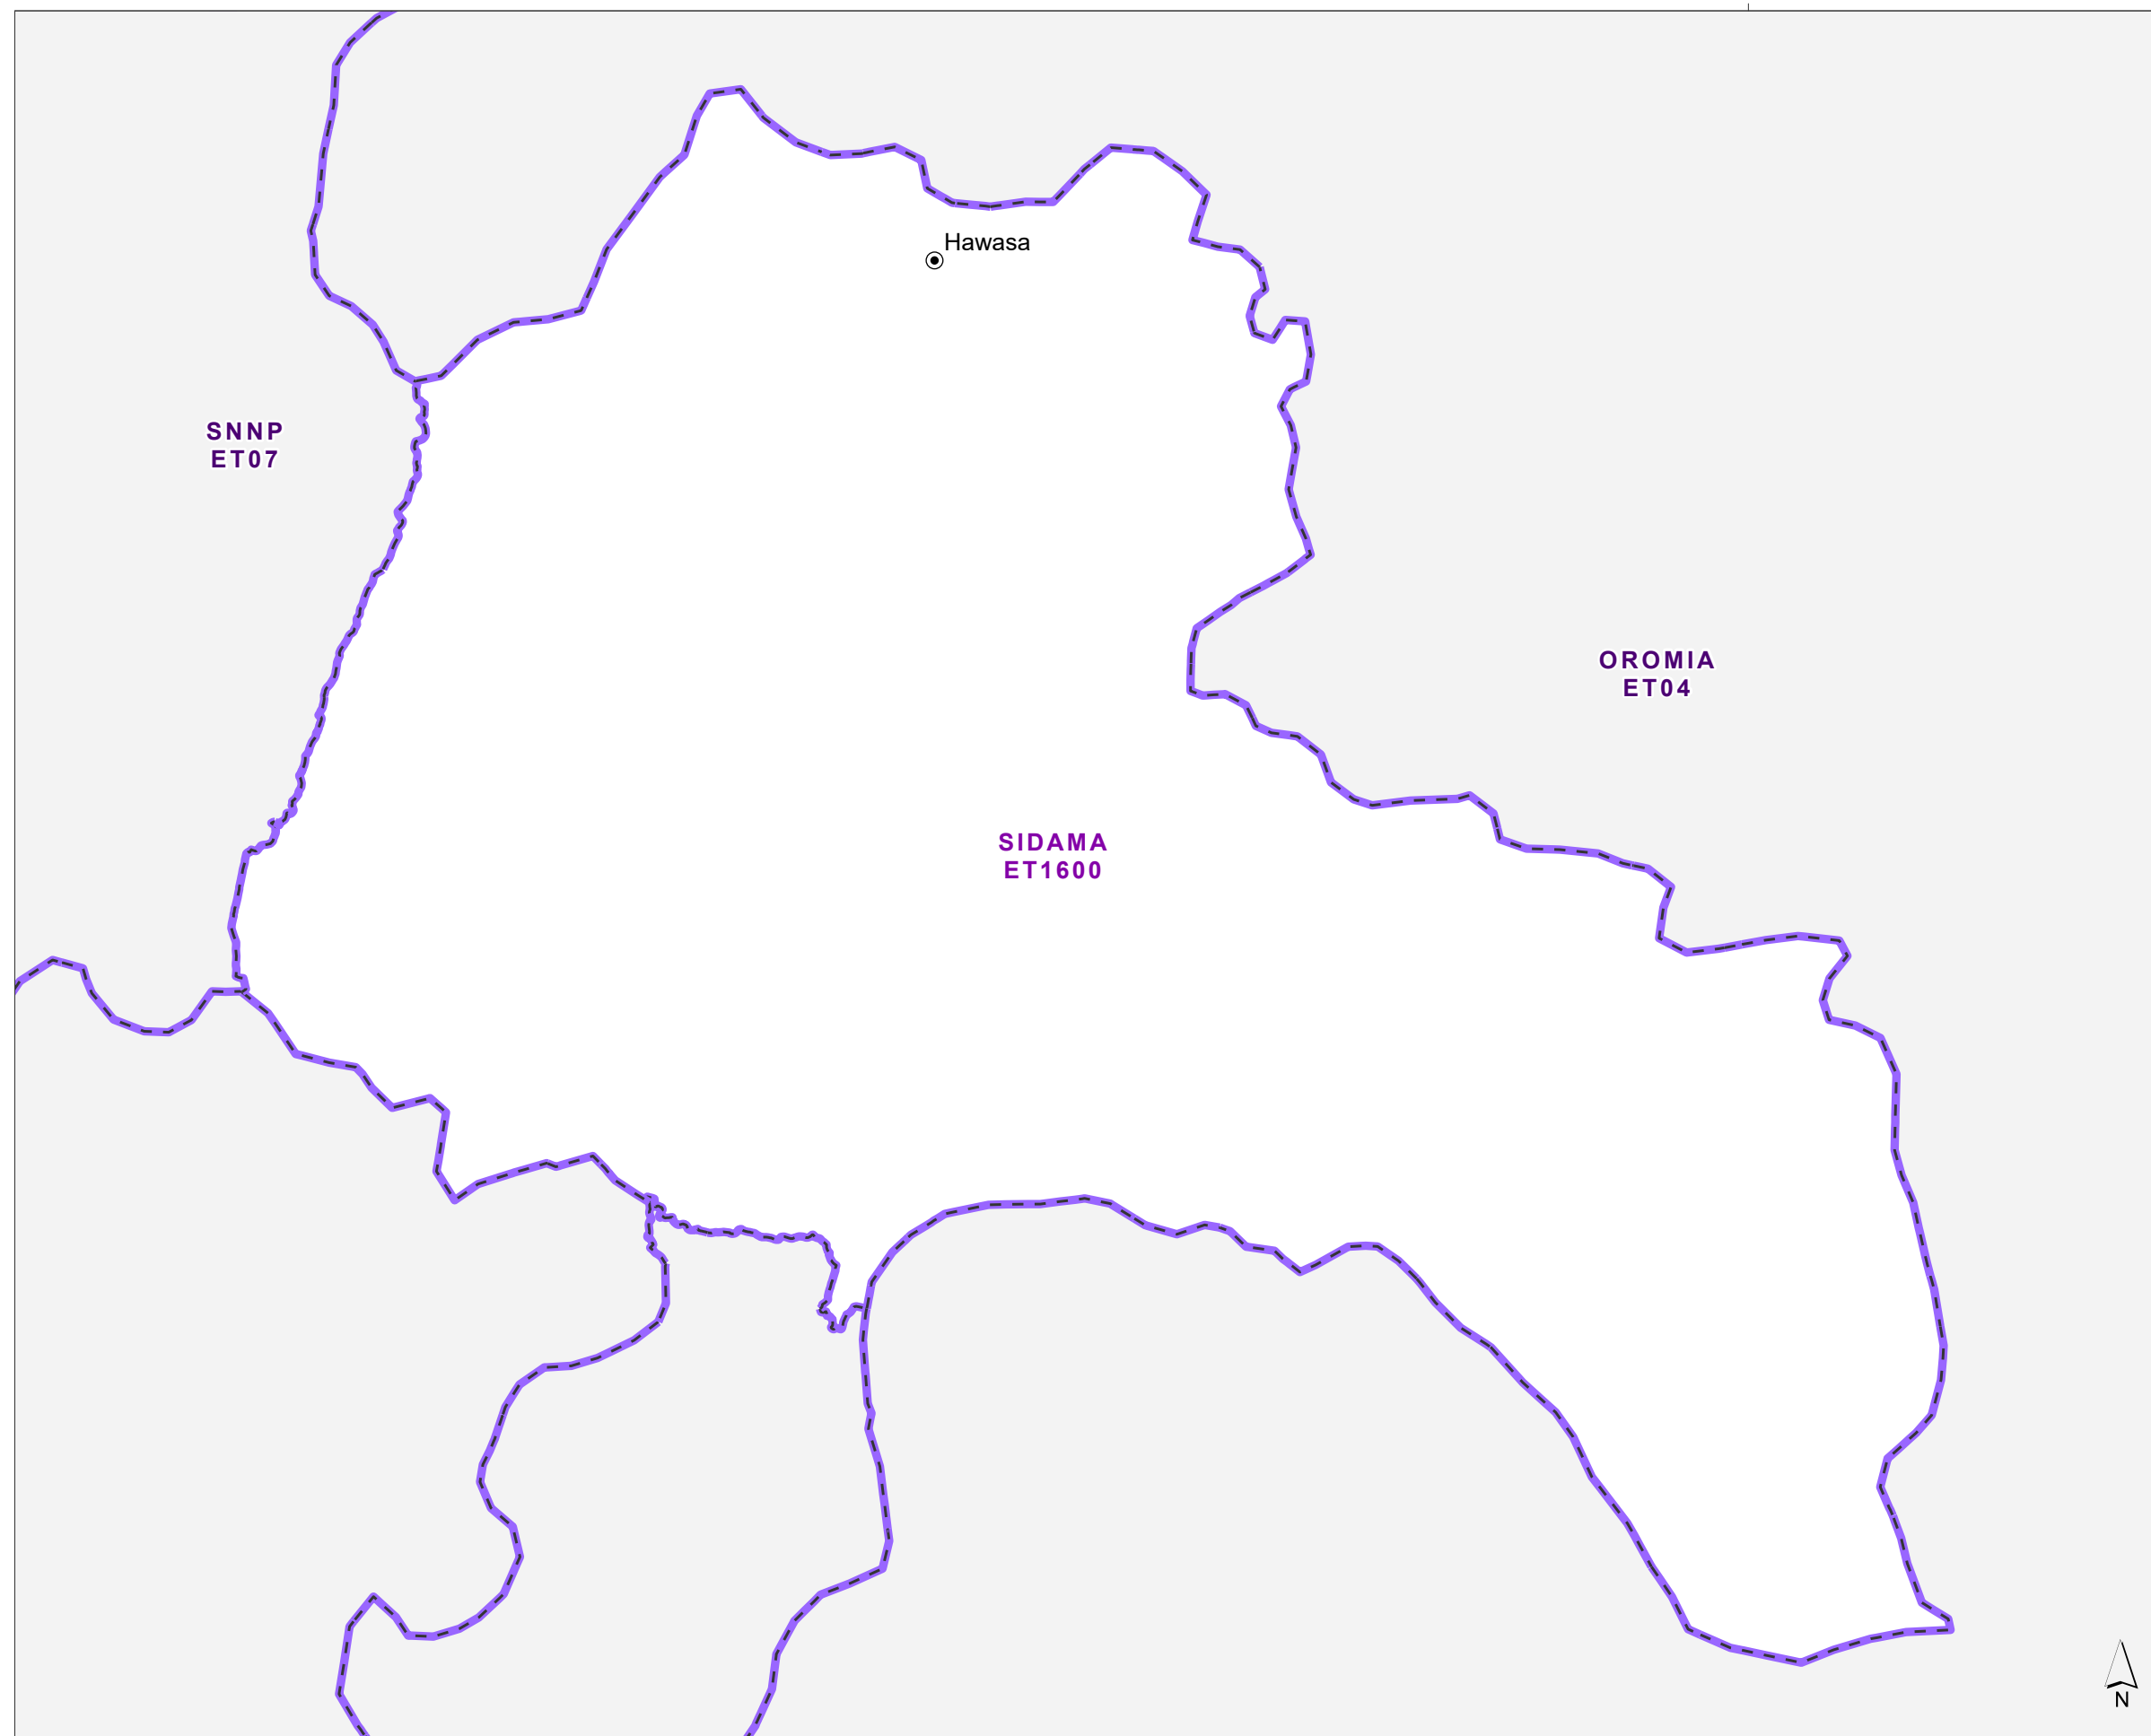 Hawasa
SNNP
ET07
OROMIA
ET04
SIDAMA
ET1600
N